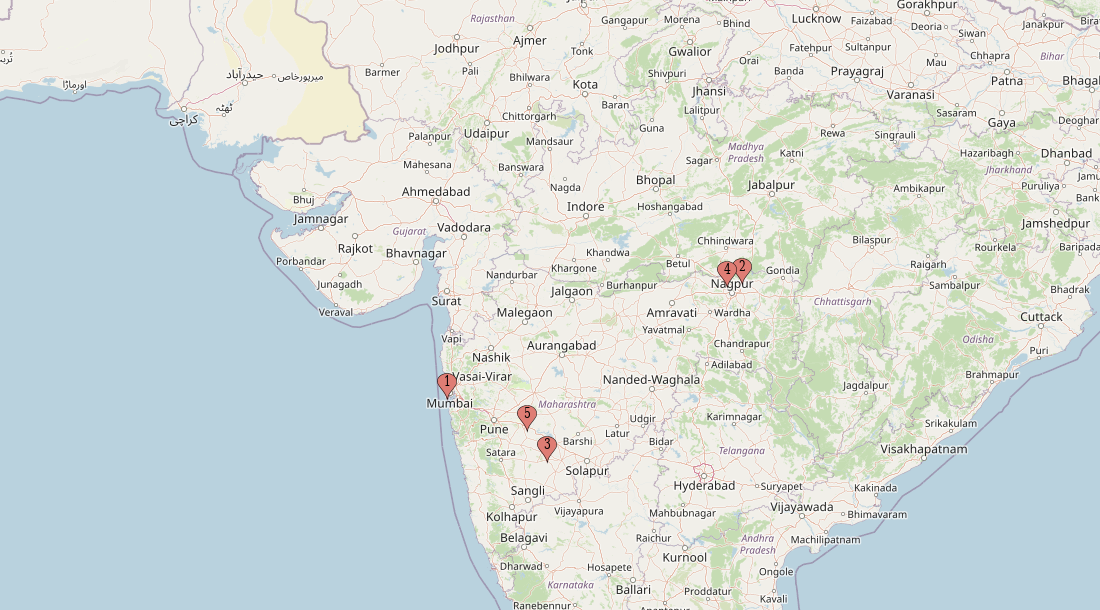 Gorakhpur
Rajasthan
Gangapur
Morena
Bhind
Lucknow
Faizabad
Deoria
Siwan
Janakpur
Jodhpur
Ajmer
Tonk
Gwalior
Orai
Fatehpur
Sultanpur
Chhapra
Bihar
Mau
Barmer
Pali
Bhilwara
Kota
Shivpuri
Jhansi
Banda
Prayagraj
Varanasi
Patna
Bhagal
اورماڑا
حیدرآباد
میرپورخاص
ٹھٹہ
کراچی
Baran
Lalitpur
Chittorgarh
Sasaram
Gaya
Deoghar
Palanpur
Udaipur
Mandsaur
Guna
Rewa
Singrauli
Mahesana
Banswara
Sagar
Madhya
Pradesh
Katni
Hazaribagh
Dhanbad
Jharkhand
Bhuj
Ahmedabad
Nagda
Bhopal
Jabalpur
Ambikapur
Puruliya
Jamu
Bank
Jamnagar
Indore
Hoshangabad
Jamshedpur
Gujarat
Vadodara
Rajkot
Bhavnagar
Khandwa
Chhindwara
Bilaspur
Rourkela
Baripada
Porbandar
Khargone
Betul
4
2
Gondia
Raigarh
Junagadh
Nandurbar
Burhanpur
Nagpur
Sambalpur
Bhadrak
Surat
Jalgaon
Chhattisgarh
Veraval
Malegaon
Amravati
Wardha
Cuttack
Yavatmal
Vapi
Aurangabad
Chandrapur
Odisha
Puri
Nashik
Adilabad
1
Vasai-Virar
Nanded-Waghala
Jagdalpur
Brahmapur
Mumbai
Maharashtra
5
Pune
Udgir
Karimnagar
Srikakulam
Latur
3
Barshi
Bidar
Telangana
Visakhapatnam
Satara
Solapur
Hyderabad
Suryapet
Kakinada
Sangli
Vijayapura
Mahbubnagar
Vijayawada
Bhimavaram
Kolhapur
Belagavi
Raichur
Andhra
Pradesh
Machilipatnam
Kurnool
Dharwad
Hosapete
Ongole
Karnataka
Ballari
Proddatur
Kavali
Ranebennur